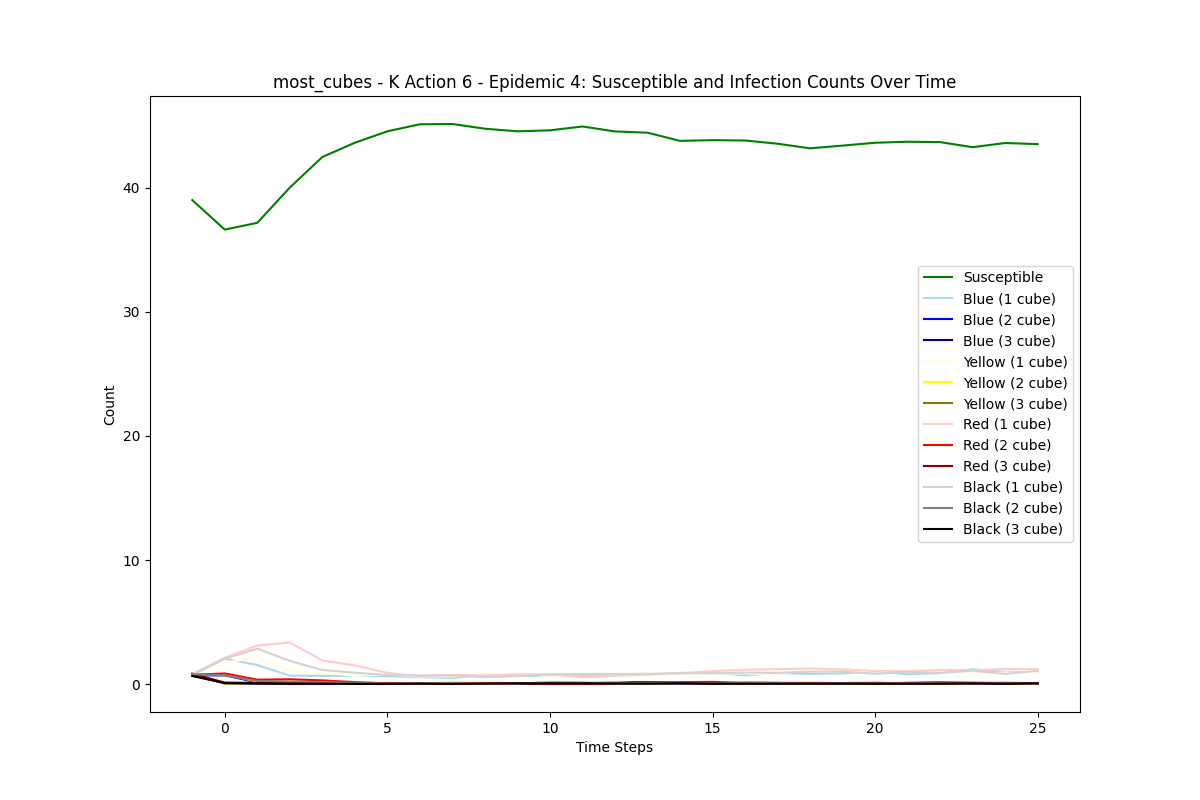 most_cubes - K Action 6 - Epidemic 4: Susceptible and Infection Counts Over Time
Count
40
30
20
10
0
Susceptible
Blue (1 cube)
Blue (2 cube)
Blue (3 cube)
Yellow (1 cube)
Yellow (2 cube)
Yellow (3 cube)
Red (1 cube)
Red (2 cube)
Red (3 cube)
Black (1 cube)
Black (2 cube)
Black (3 cube)
0 5 10 15 20 25
Time Steps